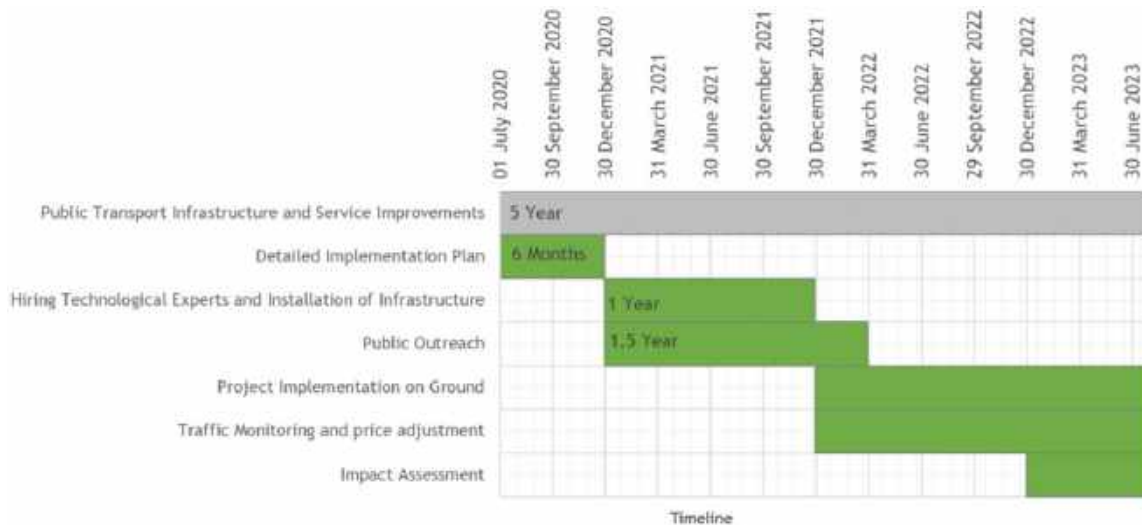 01 July 2020
30 September 2020
30 December 2020
31 March 2021
30 June 2021
30 September 2021
30 December 2021
31 March 2022
30 June 2022
29 September 2022
30 December 2022
31 March 2023
30 June 2023
Public Transport Infrastructure and Service Improvements 5 Year
Detailed Implementation Plan 6 Months
Hiring Technological Experts and Installation of Infrastructure 1 Year
Public Outreach 1.5 Year
Project Implementation on Ground
Traffic Monitoring and price adjustment
Impact Assessment
Timeline